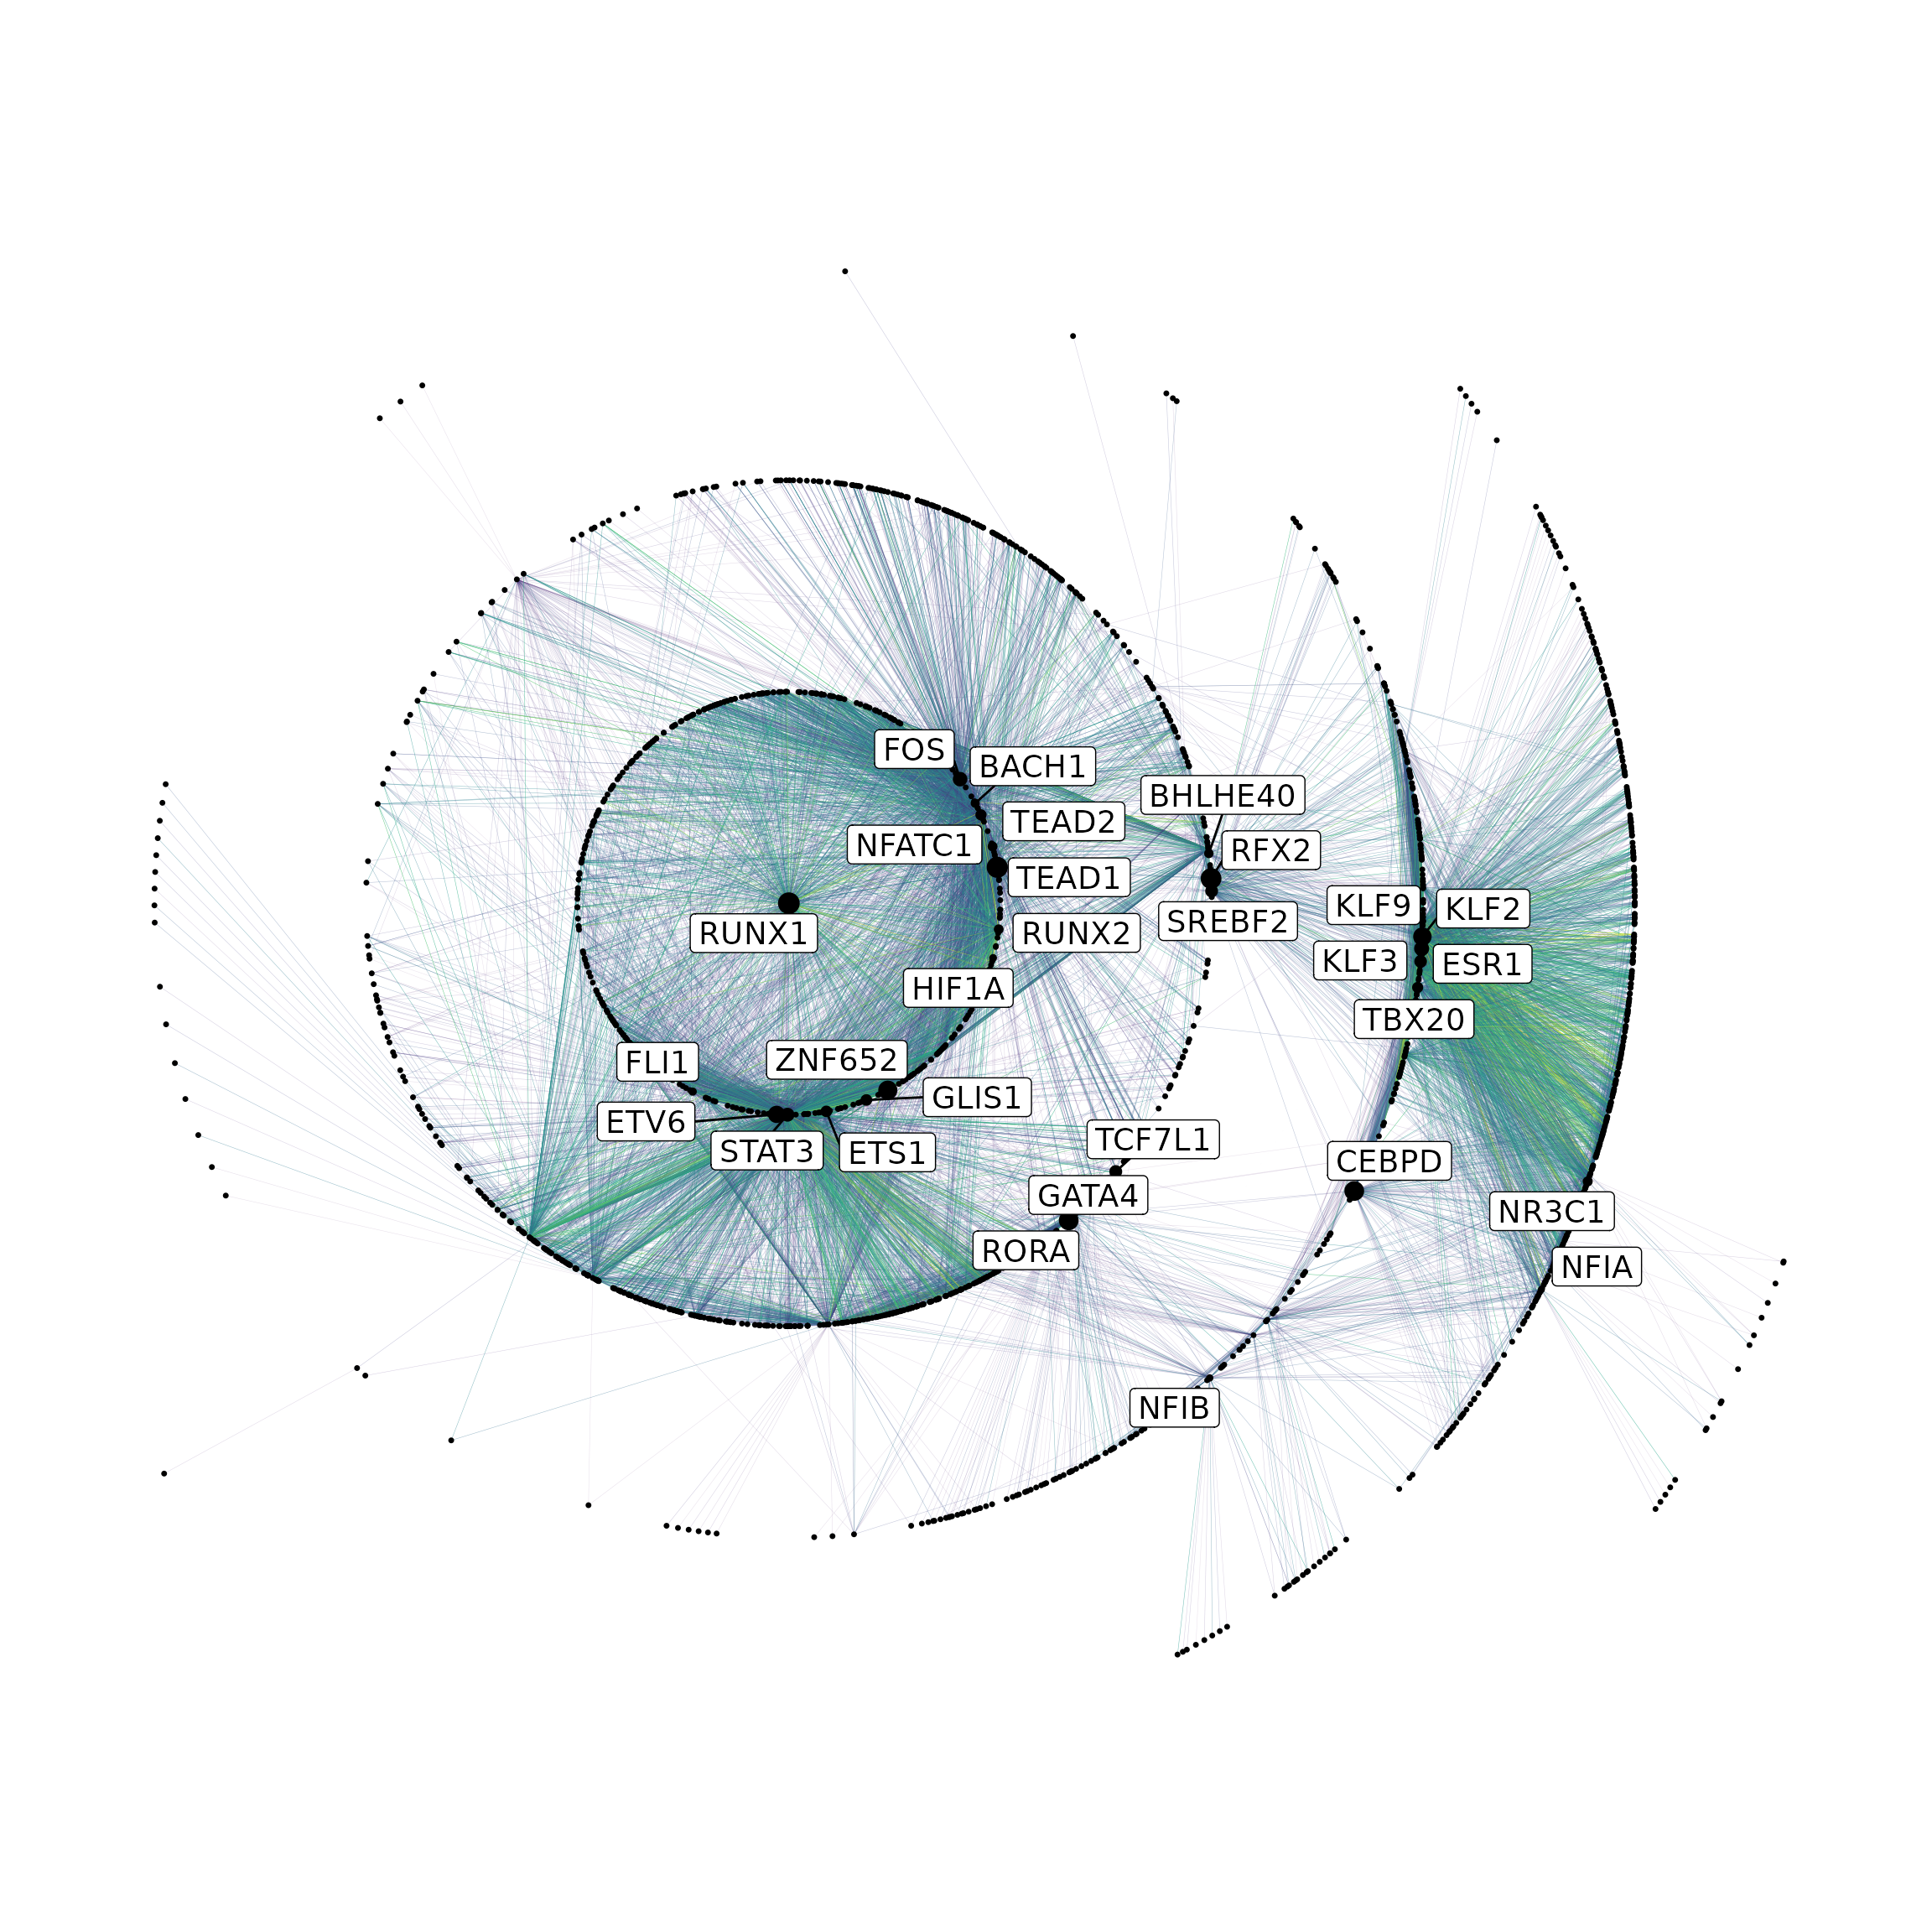 FOS
BACH1
BHLHE40
TEAD2
NFATC1
RFX2
TEAD1
KLF9
KLF2
SREBF2
RUNX1
RUNX2
KLF3
ESR1
HIF1A
TBX20
FLI1
ZNF652
GLIS1
ETV6
STAT3
ETS1
TCF7L1
CEBPD
GATA4
NR3C1
RORA
NFIA
NFIB